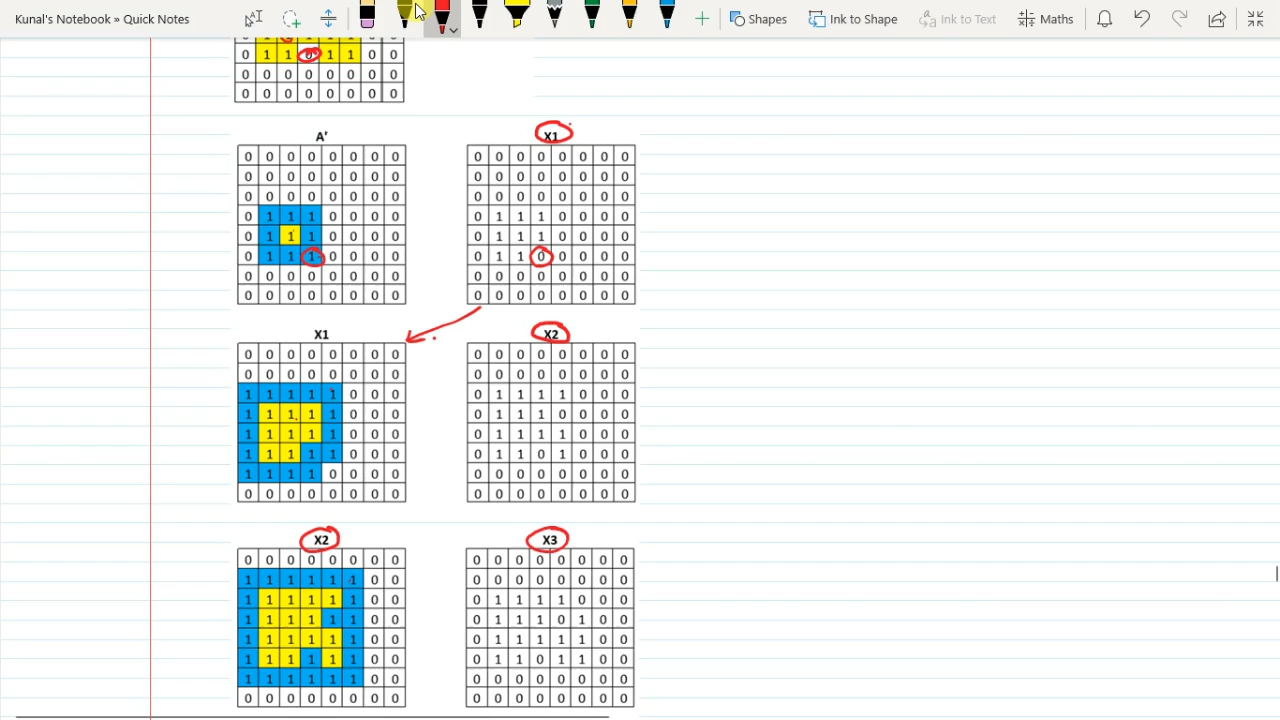 Kunal's Notebook » Quick Notes
Shapes
Ink to Shape
Ink to Text
Maths
0 1 1 0 1 1 0 0
0 0 0 0 0 0 0 0
0 0 0 0 0 0 0 0
A'
0 0 0 0 0 0 0 0
0 0 0 0 0 0 0 0
0 0 0 0 0 0 0 0
0 1 1 1 0 0 0 0
0 1 1 1 0 0 0 0
0 1 1 1 0 0 0 0
0 0 0 0 0 0 0 0
0 0 0 0 0 0 0 0
X1
0 0 0 0 0 0 0 0
0 0 0 0 0 0 0 0
0 0 0 0 0 0 0 0
0 1 1 1 0 0 0 0
0 1 1 1 0 0 0 0
0 1 1 0 0 0 0 0
0 0 0 0 0 0 0 0
0 0 0 0 0 0 0 0
X1
0 0 0 0 0 0 0 0
0 0 0 0 0 0 0 0
1 1 1 1 1 0 0 0
1 1 1 1 1 0 0 0
1 1 1 1 1 0 0 0
1 1 1 1 1 0 0 0
1 1 1 1 0 0 0 0
0 0 0 0 0 0 0 0
X2
0 0 0 0 0 0 0 0
0 0 0 0 0 0 0 0
0 1 1 1 1 0 0 0
0 1 1 1 0 0 0 0
0 1 1 1 1 0 0 0
0 1 1 0 1 0 0 0
0 0 0 0 0 0 0 0
0 0 0 0 0 0 0 0
X2
0 0 0 0 0 0 0 0
1 1 1 1 1 1 0 0
1 1 1 1 1 1 0 0
1 1 1 1 1 1 0 0
1 1 1 1 1 1 0 0
1 1 1 1 1 1 0 0
1 1 1 1 1 1 0 0
0 0 0 0 0 0 0 0
X3
0 0 0 0 0 0 0 0
0 0 0 0 0 0 0 0
0 1 1 1 1 0 0 0
0 1 1 1 0 1 0 0
0 1 1 1 1 1 0 0
0 1 1 0 1 1 0 0
0 0 0 0 0 0 0 0
0 0 0 0 0 0 0 0